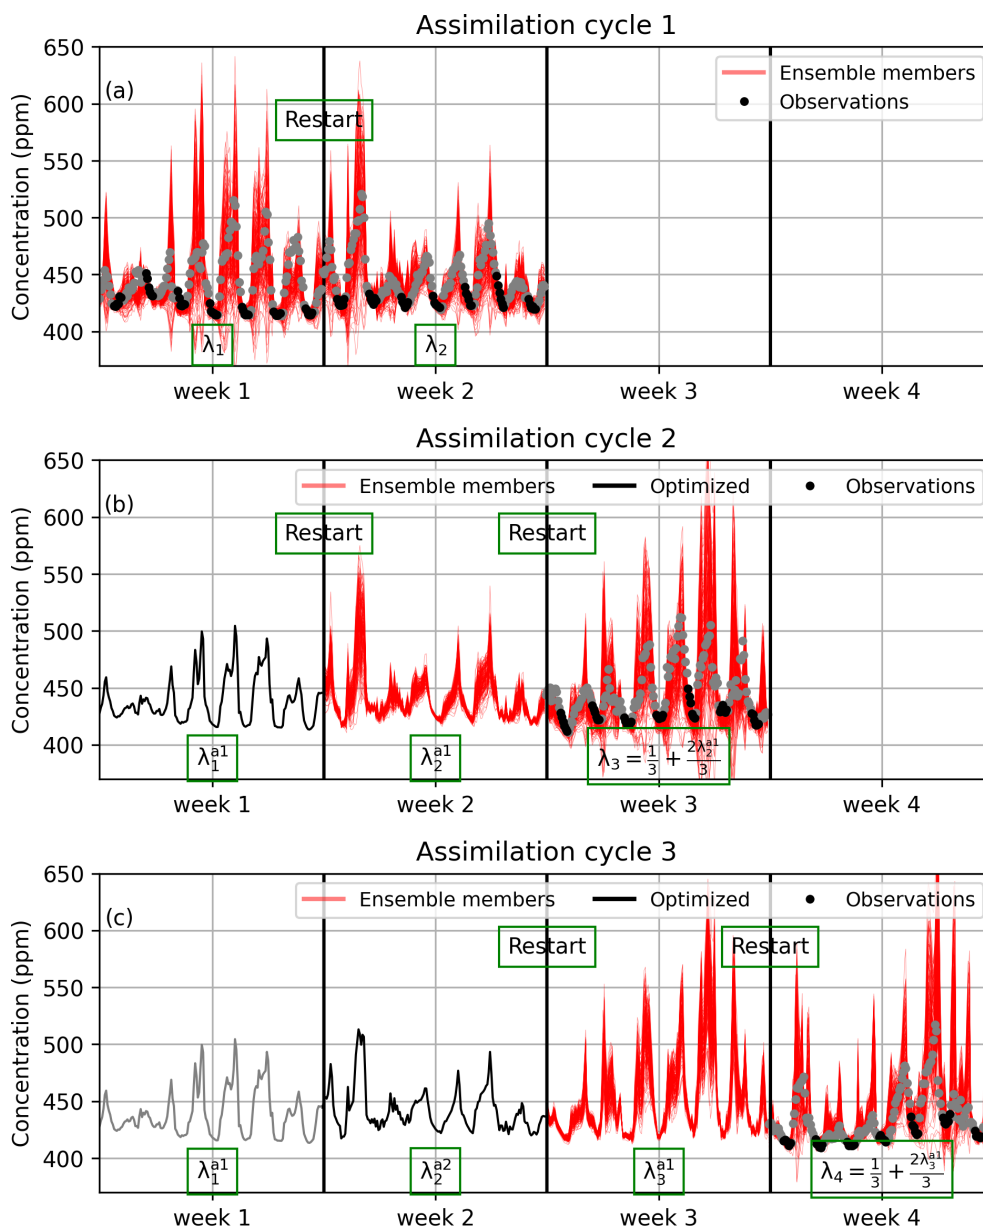 Assimilation cycle 1
Concentration (ppm)
650
600
550
500
450
400
(a)
Restart
Ensemble members
Observations
λ₁
λ₂
week 1
week 2
week 3
week 4
Assimilation cycle 2
Concentration (ppm)
650
600
550
500
450
400
(b)
Ensemble members
Optimized
Observations
Restart
Restart
λ₁ᵃ¹
λ₂ᵃ¹
λ₃ = 1/3 + 2λ₂ᵃ¹/3
week 1
week 2
week 3
week 4
Assimilation cycle 3
Concentration (ppm)
650
600
550
500
450
400
(c)
Ensemble members
Optimized
Observations
Restart
Restart
λ₁ᵃ¹
λ₂ᵃ²
λ₃ᵃ¹
λ₄ = 1/3 + 2λ₃ᵃ¹/3
week 1
week 2
week 3
week 4